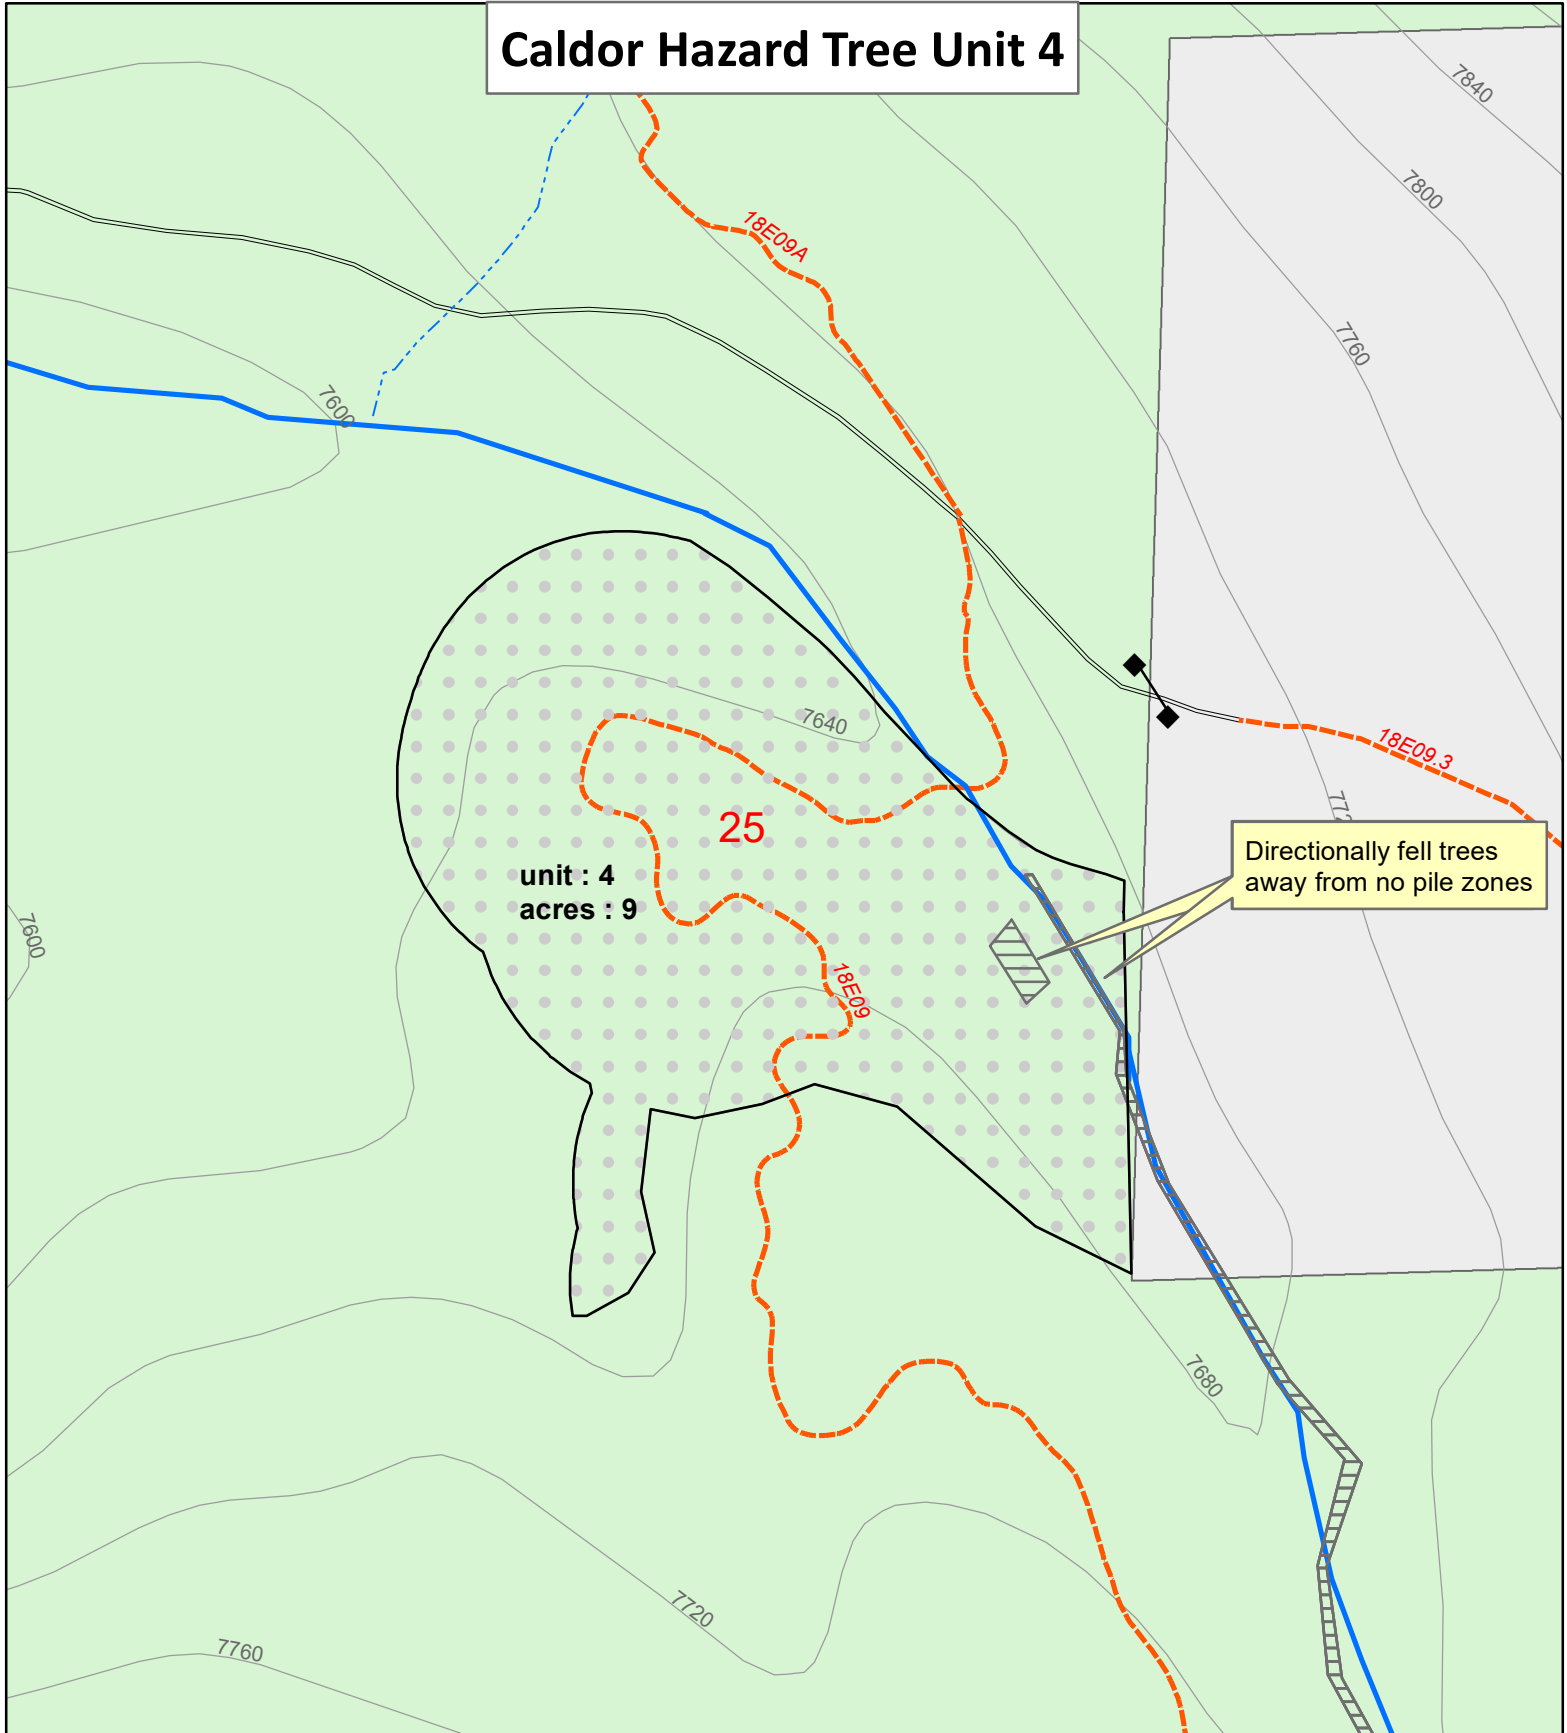 Caldor Hazard Tree Unit 4
7840
7800
18E09A
7760
7600
7640
18E09.3
25
Directionally fell trees
away from no pile zones
unit : 4
acres : 9
7600
18E09
7680
7720
7760